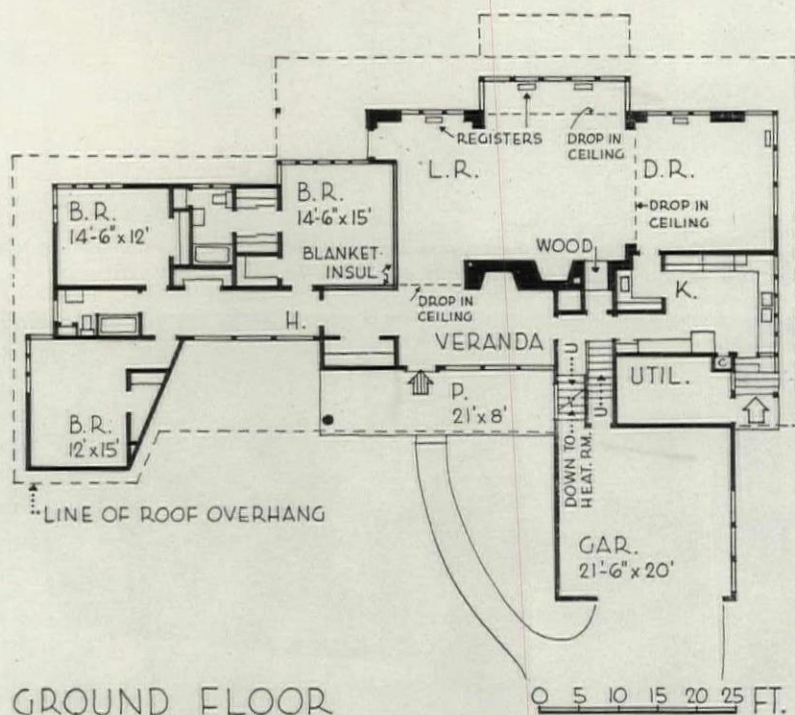 REGISTERS
DROP IN
CEILING
L.R.
D.R.
B.R.
14'-6" x 15'
B.R.
14'-6" x 12'
DROP IN
CEILING
BLANKET
INSUL
WOOD
K.
DROP IN
CEILING
H.
VERANDA
U
UTIL.
C
P.
21' x 8'
U
B.R.
12' x 15'
DOWN TO
HEAT. RM.
LINE OF ROOF OVERHANG
GAR.
21'-6" x 20'
GROUND FLOOR
0 5 10 15 20 25 FT.